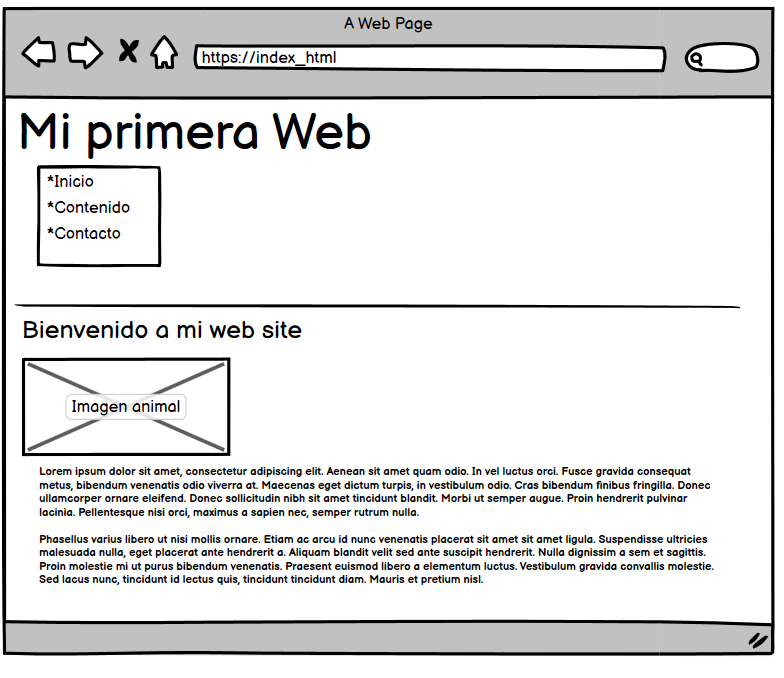 A Web Page
https://index_html
Mi primera Web
*Inicio
*Contenido
*Contacto
Bienvenido a mi web site
Imagen animal
Lorem ipsum dolor sit amet, consectetur adipiscing elit. Aenean sit amet quam odio. In vel luctus orci. Fusce gravida consequat
metus, bibendum venenatis odio viverra at. Maecenas eget dictum turpis, in vestibulum odio. Cras bibendum finibus fringilla. Donec
ullamcorper ornare eleifend. Donec sollicitudin nibh sit amet tincidunt blandit. Morbi ut semper augue. Proin hendrerit pulvinar
lacinia. Pellentesque nisi orci, maximus a sapien nec, semper rutrum nulla.
Phasellus varius libero ut nisi mollis ornare. Etiam ac arcu id nunc venenatis placerat sit amet sit amet ligula. Suspendisse ultricies
malesuada nulla, eget placerat ante hendrerit a. Aliquam blandit velit sed ante suscipit hendrerit. Nulla dignissim a sem et sagittis.
Proin molestie mi ut purus bibendum venenatis. Praesent euismod libero a elementum luctus. Vestibulum gravida convallis molestie.
Sed lacus nunc, tincidunt id lectus quis, tincidunt tincidunt diam. Mauris et pretium nisl.